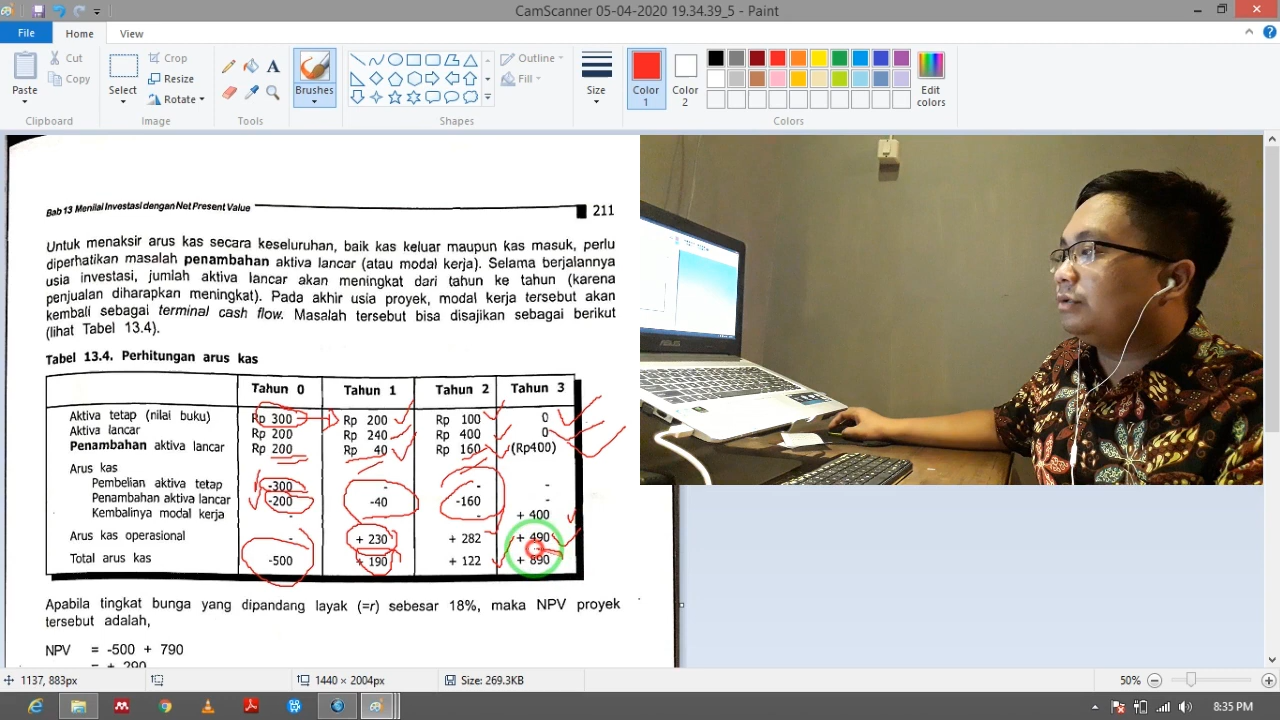 CamScanner 05-04-2020 19.34.39_5 - Paint
File
Home
View
Paste
Cut
Copy
Clipboard
Select
Crop
Resize
Rotate
Image
Tools
Brushes
Shapes
Outline
Fill
Size
Color 1
Color 2
Edit colors
Colors
Bab 13 Menilai Investasi dengan Net Present Value 211
Untuk menaksir arus kas secara keseluruhan, baik kas keluar maupun kas masuk, perlu
diperhatikan masalah penambahan aktiva lancar (atau modal kerja). Selama berjalannya
usia investasi, jumlah aktiva lancar akan meningkat dari tahun ke tahun (karena
penjualan diharapkan meningkat). Pada akhir usia proyek, modal kerja tersebut akan
kembali sebagai terminal cash flow. Masalah tersebut bisa disajikan sebagai berikut
(lihat Tabel 13.4).
Tabel 13.4. Perhitungan arus kas
Tahun 0 Tahun 1 Tahun 2 Tahun 3
Aktiva tetap (nilai buku) Rp 300 Rp 200 Rp 100 0
Aktiva lancar Rp 200 Rp 240 Rp 400 0
Penambahan aktiva lancar Rp 200 Rp 40 Rp 160 (Rp400)
Arus kas
Pembelian aktiva tetap -300 - - -
Penambahan aktiva lancar -200 -40 -160 -
Kembalinya modal kerja - - + 400
Arus kas operasional - + 230 + 282 + 490
Total arus kas -500 + 190 + 122 + 890
Apabila tingkat bunga yang dipandang layak (=r) sebesar 18%, maka NPV proyek
tersebut adalah,
NPV = -500 + 790
= + 290
ASUS
1137, 883px
1440 × 2004px
Size: 269.3KB
50%
8:35 PM